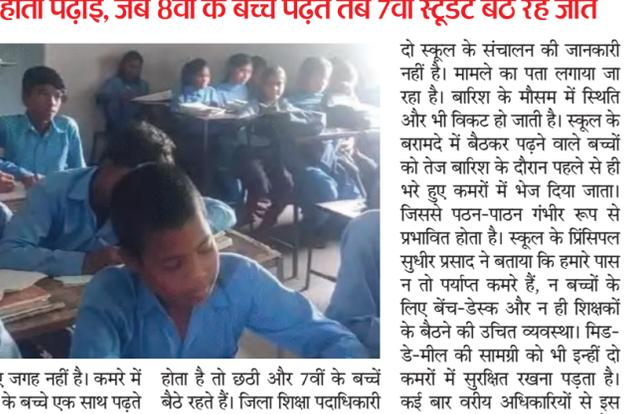 होती पढ़ाई, जब 8वीं के बच्चे पढ़ते तब 7वीं स्टूडेंट बैठे रह जाते
दो स्कूल के संचालन की जानकारी
नहीं है। मामले का पता लगाया जा
रहा है। बारिश के मौसम में स्थिति
और भी विकट हो जाती है। स्कूल के
बरामदे में बैठकर पढ़ने वाले बच्चों
को तेज बारिश के दौरान पहले से ही
भरे हुए कमरों में भेज दिया जाता।
जिससे पठन-पाठन गंभीर रूप से
प्रभावित होता है। स्कूल के प्रिंसिपल
सुधीर प्रसाद ने बताया कि हमारे पास
न तो पर्याप्त कमरे हैं, न बच्चों के
लिए बेंच-डेस्क और न ही शिक्षकों
के बैठने की उचित व्यवस्था। मिड-
डे-मील की सामग्री को भी इन्हीं दो
कमरों में सुरक्षित रखना पड़ता है।
कई बार वरीय अधिकारियों से इस
जगह नहीं है। कमरे में
के बच्चे एक साथ पढ़ते
होता है तो छठी और 7वीं के बच्चे
बैठे रहते हैं। जिला शिक्षा पदाधिकारी